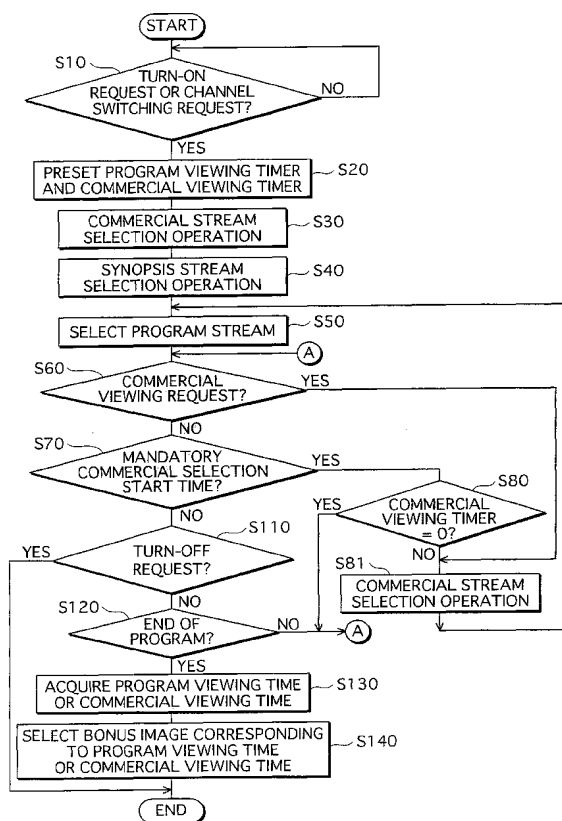 START
S10
TURN-ON
REQUEST OR CHANNEL
SWITCHING REQUEST?
NO
YES
PRESET PROGRAM VIEWING TIMER
AND COMMERCIAL VIEWING TIMER
S20
COMMERCIAL STREAM
SELECTION OPERATION
S30
SYNOPSIS STREAM
SELECTION OPERATION
S40
SELECT PROGRAM STREAM
S50
A
S60
COMMERCIAL
VIEWING REQUEST?
YES
NO
S70
MANDATORY
COMMERCIAL SELECTION
START TIME?
YES
NO
S80
COMMERCIAL
VIEWING TIMER
= 0?
YES
NO
S81
COMMERCIAL STREAM
SELECTION OPERATION
S110
TURN-OFF
REQUEST?
YES
NO
S120
END OF
PROGRAM?
NO
A
YES
ACQUIRE PROGRAM VIEWING TIME
OR COMMERCIAL VIEWING TIME
S130
SELECT BONUS IMAGE CORRESPONDING
TO PROGRAM VIEWING TIME
OR COMMERCIAL VIEWING TIME
S140
END